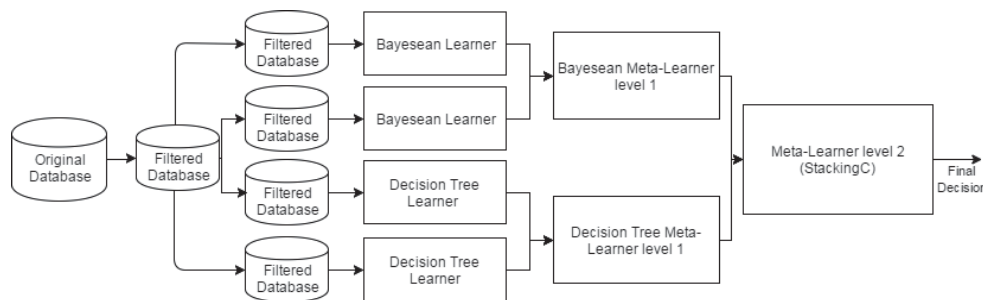 Original
Database
Filtered
Database
Filtered
Database
Bayesean Learner
Filtered
Database
Bayesean Learner
Filtered
Database
Decision Tree
Learner
Filtered
Database
Decision Tree
Learner
Bayesean Meta-Learner
level 1
Decision Tree Meta-
Learner level 1
Meta-Learner level 2
(StackingC)
Final
Decision